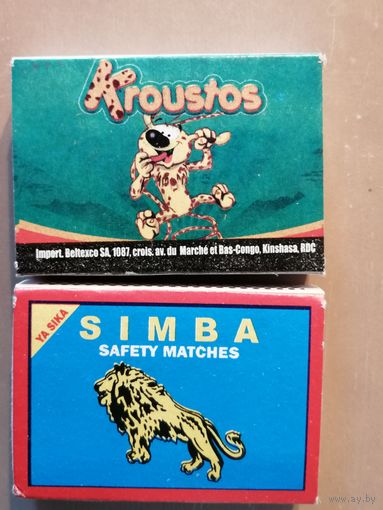 Kroustos
Import. Beltexco SA, 1087, crois. av. du Marché et Bas-Congo, Kinshasa, RDC
YA SIKA
SIMBA
SAFETY MATCHES
www.ay.by